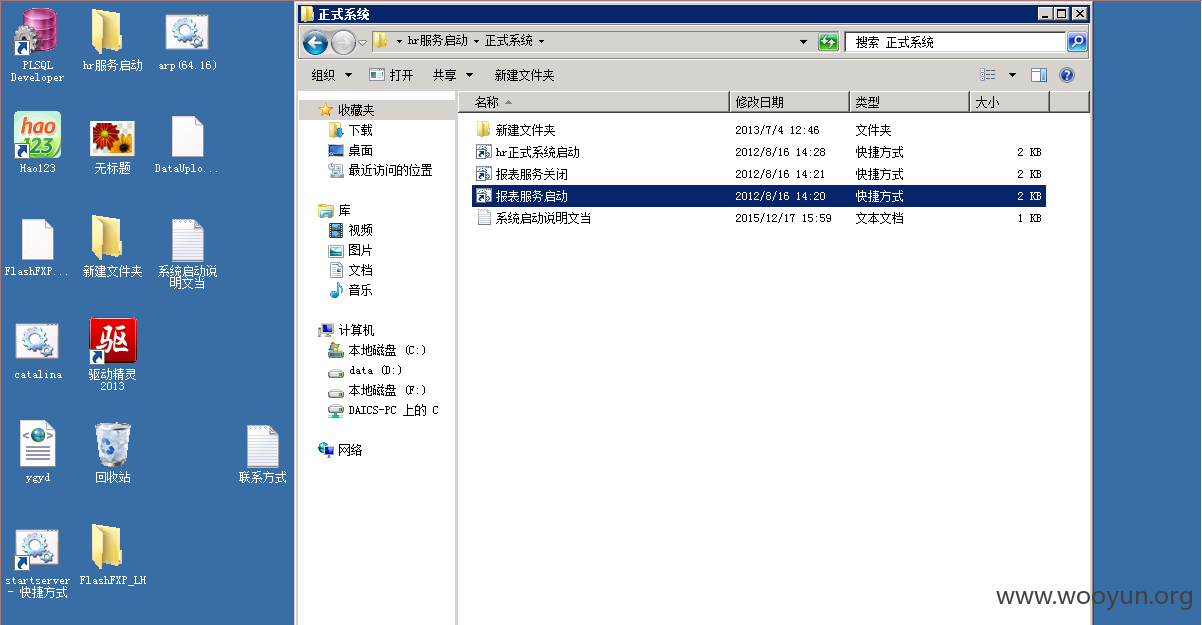 PLSQL
Developer
hr服务启动
arp(64.16)
hao
123
Hao123
无标题
DataUplo...
FlashFXP...
新建文件夹
系统启动说
明文当
catalina
驱
驱动精灵
2013
ygyd
回收站
联系方式
startserver
- 快捷方式
FlashFXP_LH
正式系统
hr服务启动
正式系统
搜索 正式系统
组织
打开
共享
新建文件夹
收藏夹
下载
桌面
最近访问的位置
库
视频
图片
文档
音乐
计算机
本地磁盘 (C:)
data (D:)
本地磁盘 (F:)
DAICS-PC 上的 C
网络
名称 修改日期 类型 大小
新建文件夹 2013/7/4 12:46 文件夹
hr正式系统启动 2012/8/16 14:28 快捷方式 2 KB
报表服务关闭 2012/8/16 14:21 快捷方式 2 KB
报表服务启动 2012/8/16 14:20 快捷方式 2 KB
系统启动说明文当 2015/12/17 15:59 文本文档 1 KB
www.wooyun.org